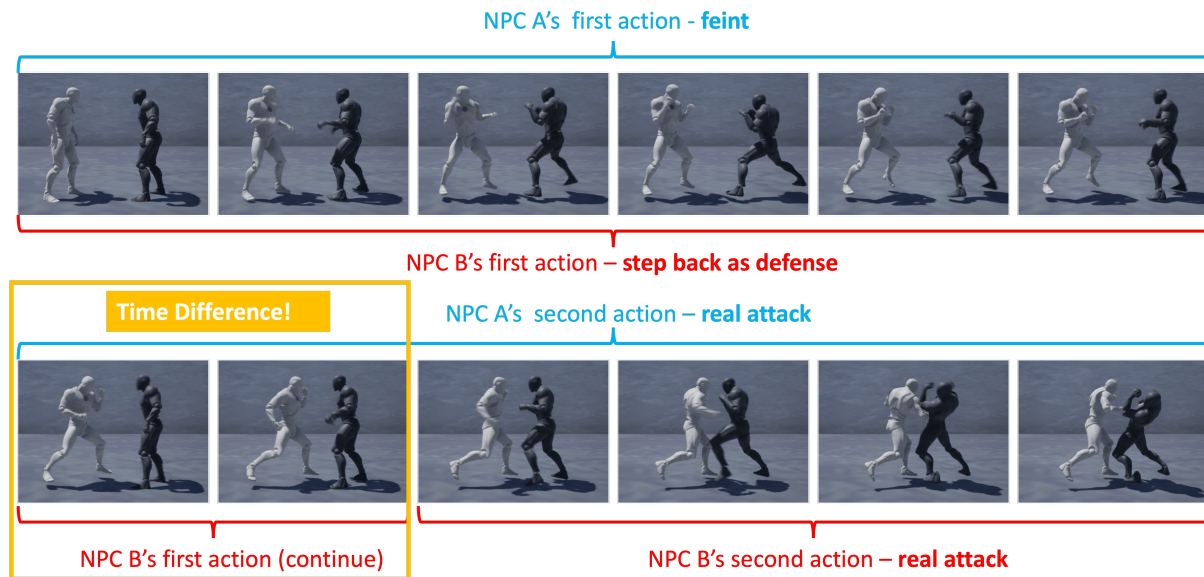 NPC A's  first action - feint
NPC B's first action – step back as defense
Time Difference!
NPC A's  second action – real attack
NPC B's first action (continue)
NPC B's second action – real attack